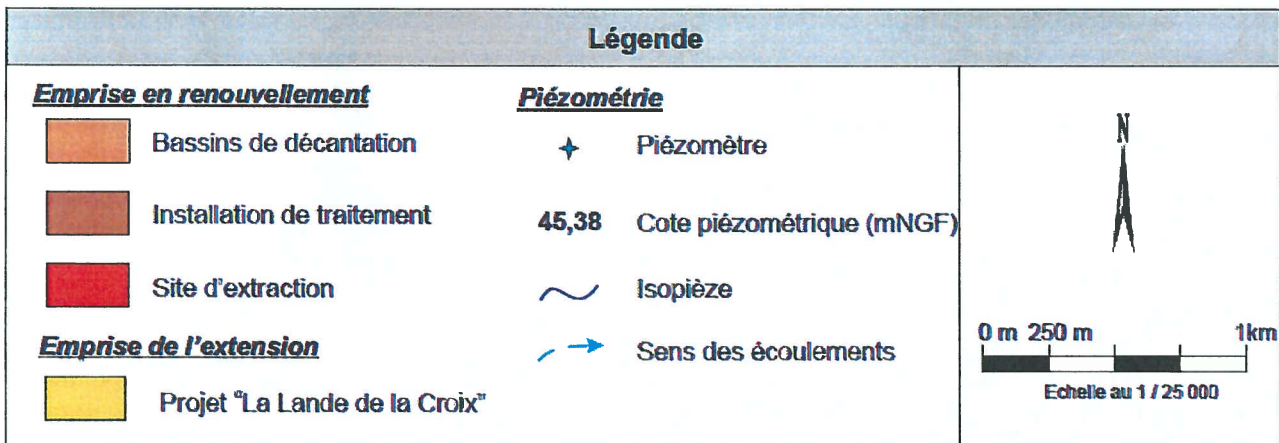 Légende
Emprise en renouvellement
Bassins de décantation
Installation de traitement
Site d'extraction
Emprise de l'extension
Projet "La Lande de la Croix"
Piézométrie
Piézomètre
45,38 Cote piézométrique (mNGF)
Isopièze
Sens des écoulements
N
0 m 250 m 1km
Echelle au 1 / 25 000